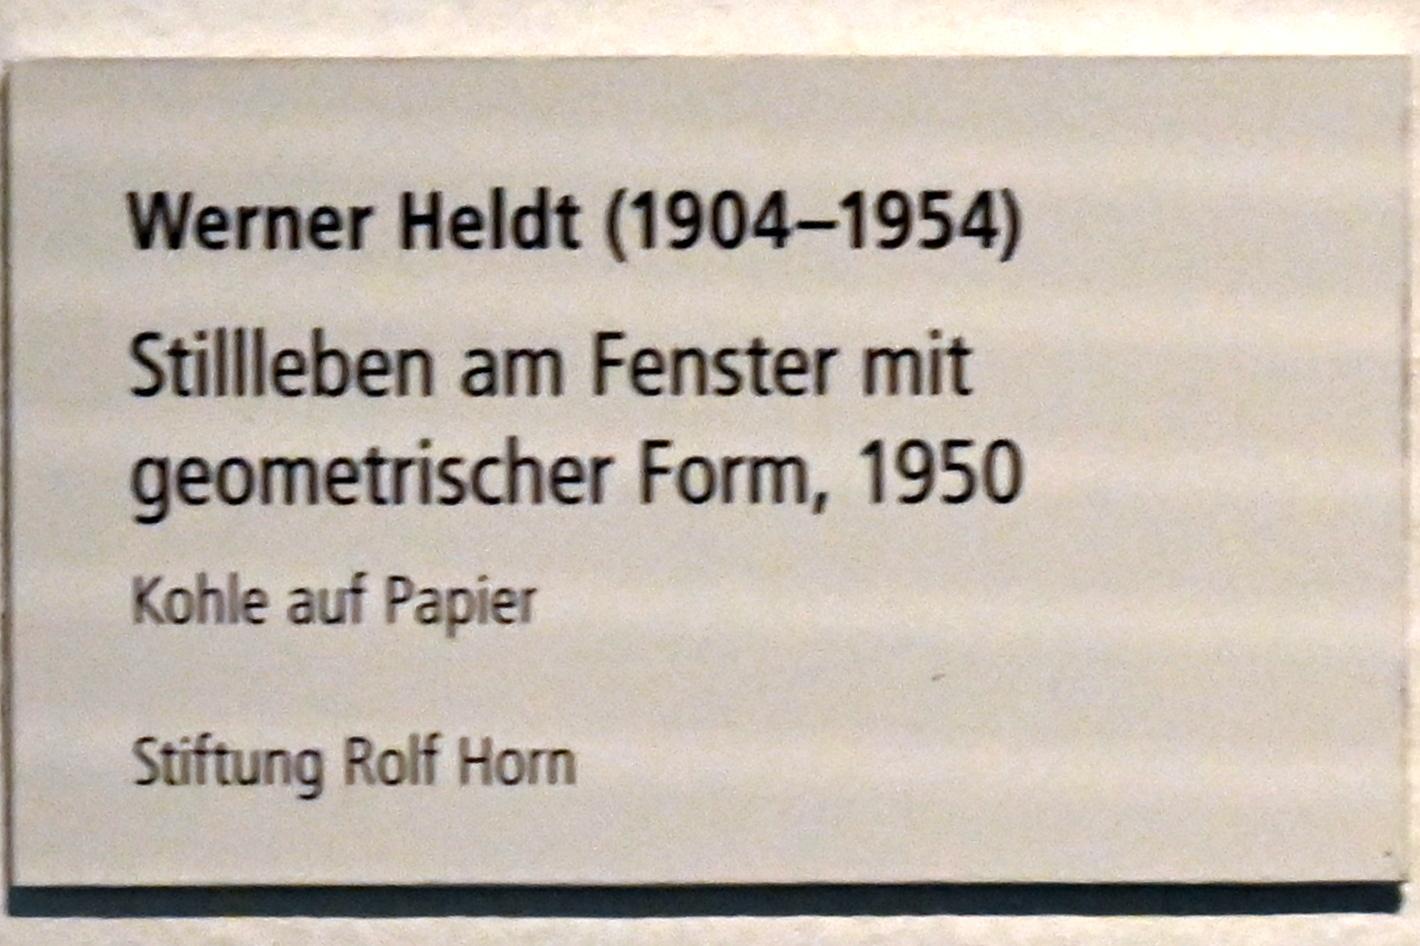 Werner Heldt (1904–1954)
Stillleben am Fenster mit
geometrischer Form, 1950
Kohle auf Papier
Stiftung Rolf Horn